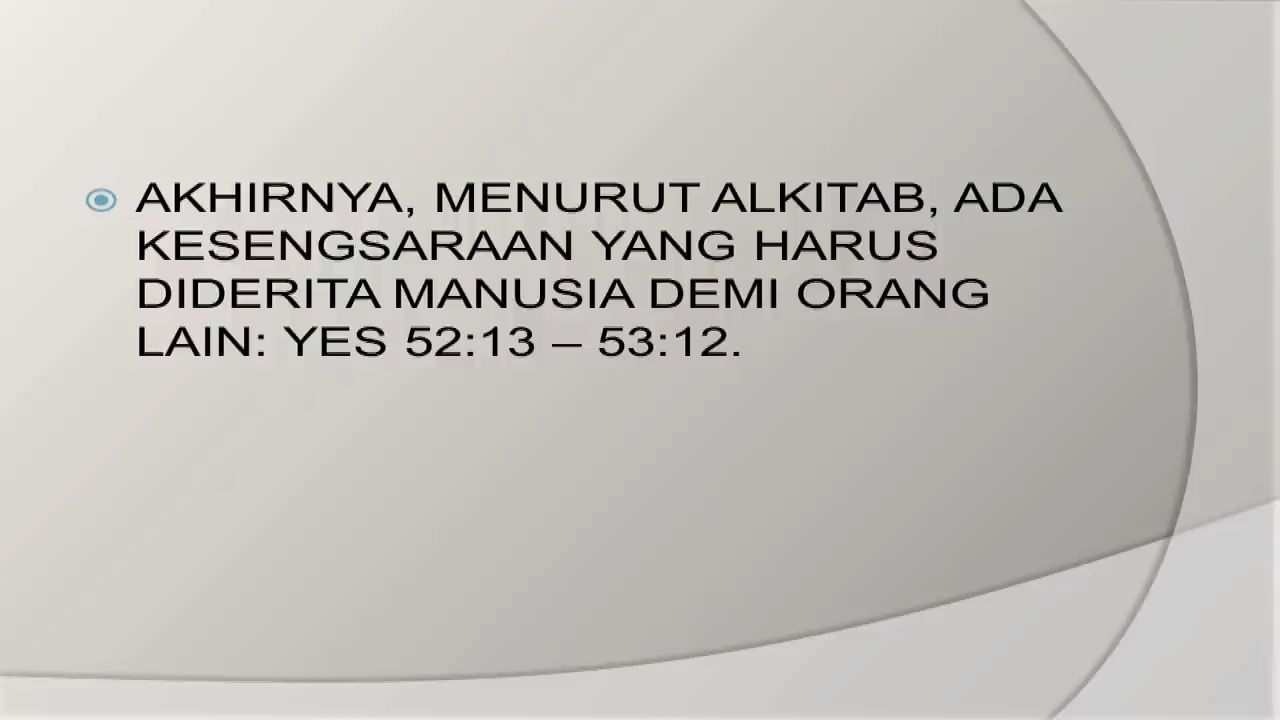 AKHIRNYA, MENURUT ALKITAB, ADA
KESENGSARAAN YANG HARUS
DIDERITA MANUSIA DEMI ORANG
LAIN: YES 52:13 – 53:12.